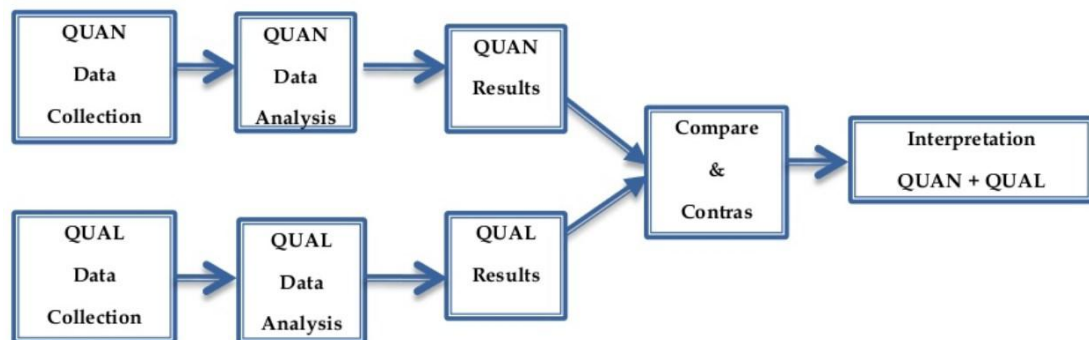 QUAN
Data
Collection
QUAN
Data
Analysis
QUAN
Results
QUAL
Data
Collection
QUAL
Data
Analysis
QUAL
Results
Compare
&
Contras
Interpretation
QUAN + QUAL